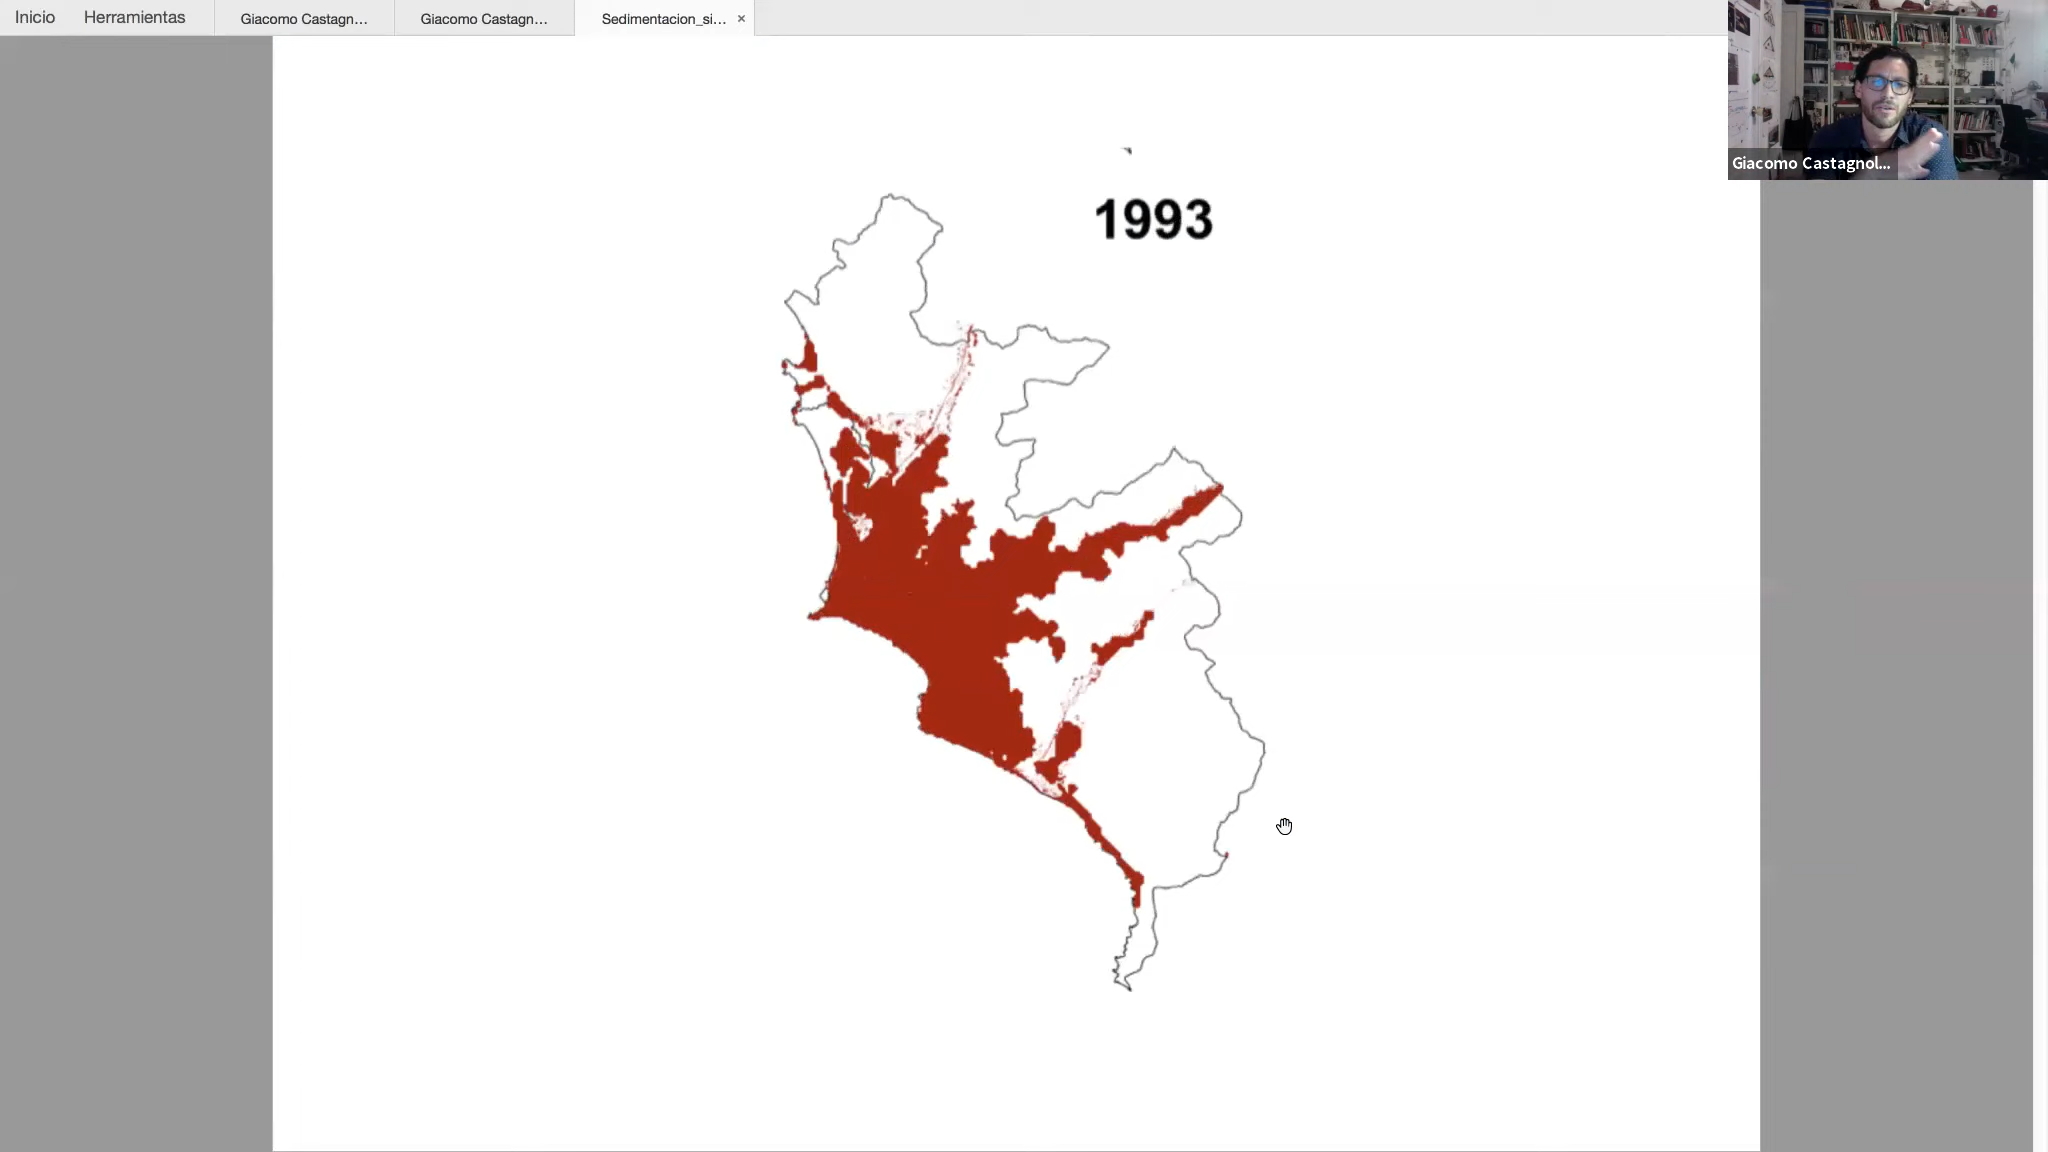 Inicio
Herramientas
Giacomo Castagn...
Giacomo Castagn...
Sedimentacion_si... ×
Giacomo Castagnol...
1993